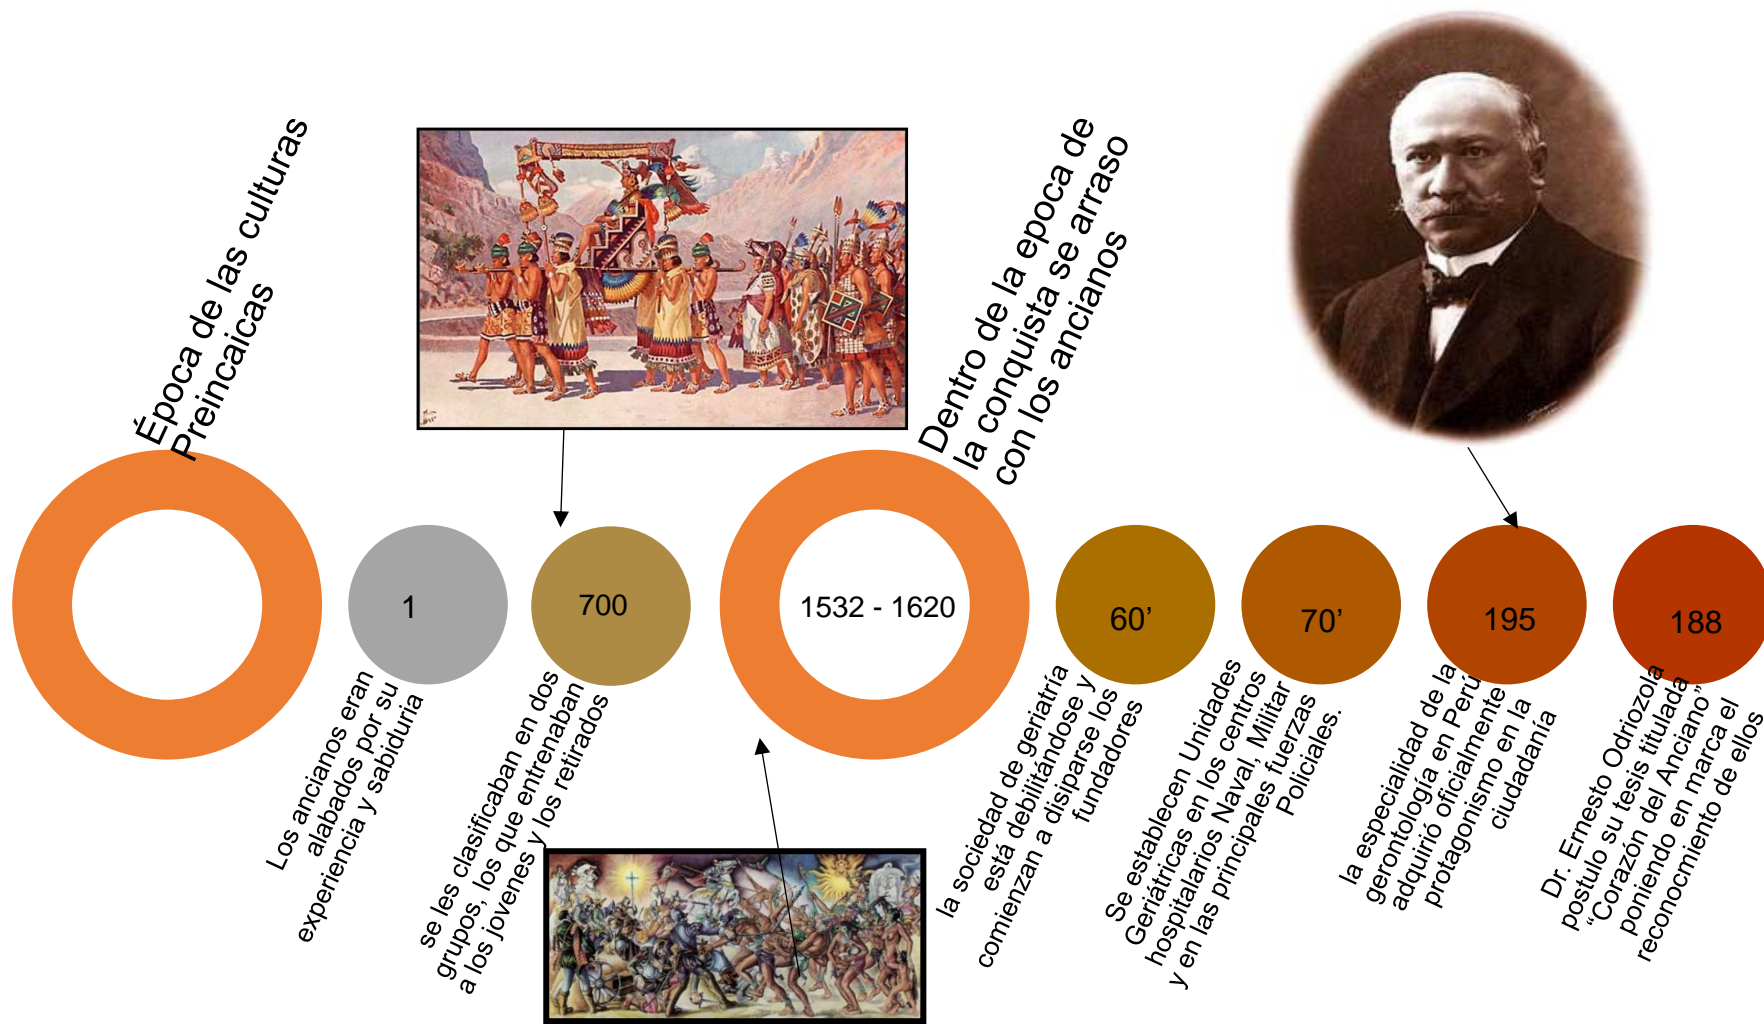 Época de las culturas
Preincaicas
1
Los ancianos eran
alabados por su
experiencia y sabiduria
700
se les clasificaban en dos
grupos, los que entrenaban
a los jovenes y los retirados
Dentro de la epoca de
la conquista se arraso
con los ancianos
1532 - 1620
60’
la sociedad de geriatría
está debilitándose y
comienzan a disiparse los
fundadores
70’
Se establecen Unidades
Geriátricas en los centros
hospitalarios Naval, Militar
y en las principales fuerzas
Policiales.
195
la especialidad de la
gerontología en Perú
adquirió oficialmente
protagonismo en la
ciudadanía
188
Dr. Ernesto Odriozola
postulo su tesis titulada
“Corazón del Anciano”
poniendo en marca el
reconocmiento de ellos